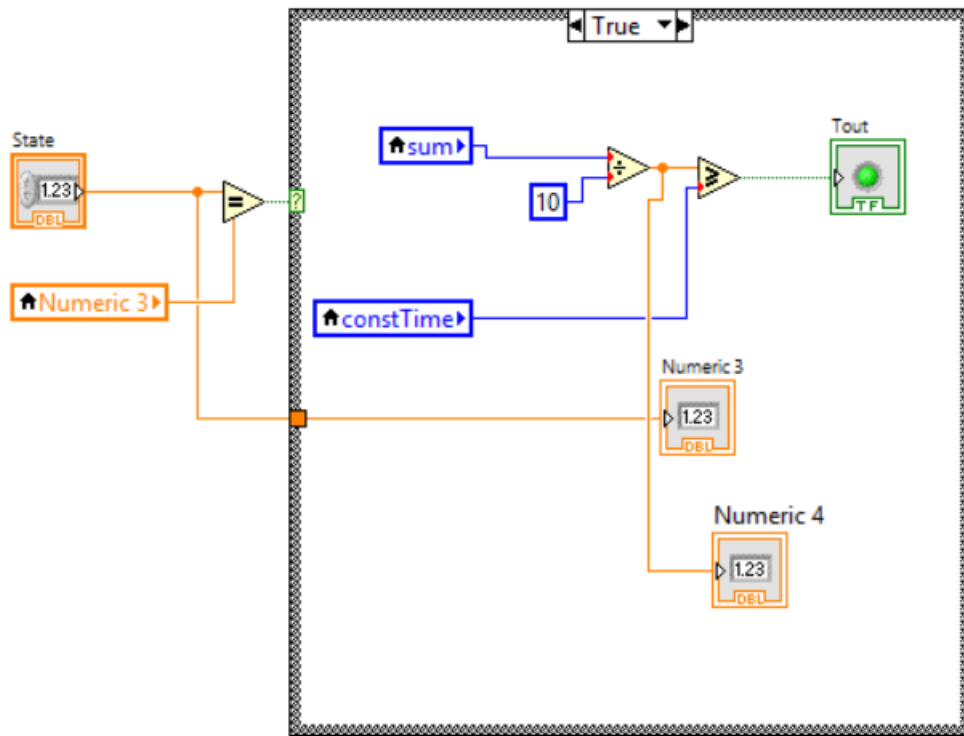 True
State
1.23
DBL
=
?
Numeric 3
sum
÷
10
≥
Tout
TF
constTime
Numeric 3
1.23
DBL
Numeric 4
1.23
DBL